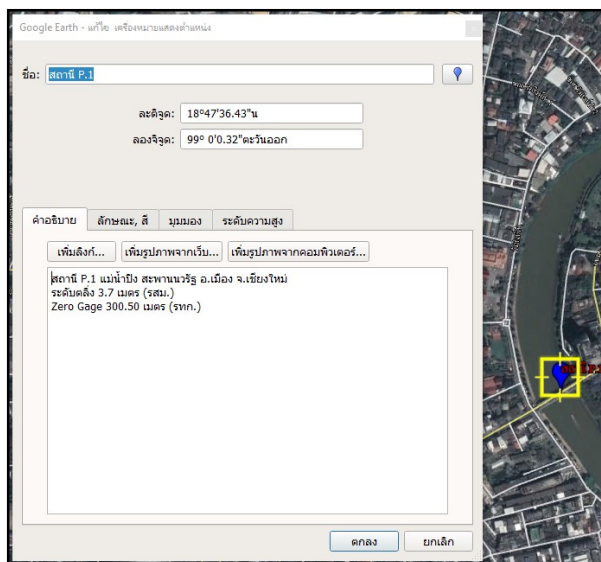 Google Earth - แก้ไข เครื่องหมายแสดงตำแหน่ง
ชื่อ: สถานี P.1
ละติจูด: 18°47'36.43"น
ลองจิจูด: 99° 0'0.32"ตะวันออก
คำอธิบาย ลักษณะ, สี มุมมอง ระดับความสูง
เพิ่มลิงก์... เพิ่มรูปภาพจากเว็บ... เพิ่มรูปภาพจากคอมพิวเตอร์...
สถานี P.1 แม่น้ำปิง สะพานนวรัฐ อ.เมือง จ.เชียงใหม่
ระดับตลิ่ง 3.7 เมตร (รสม.)
Zero Gage 300.50 เมตร (รทก.)
ตกลง ยกเลิก